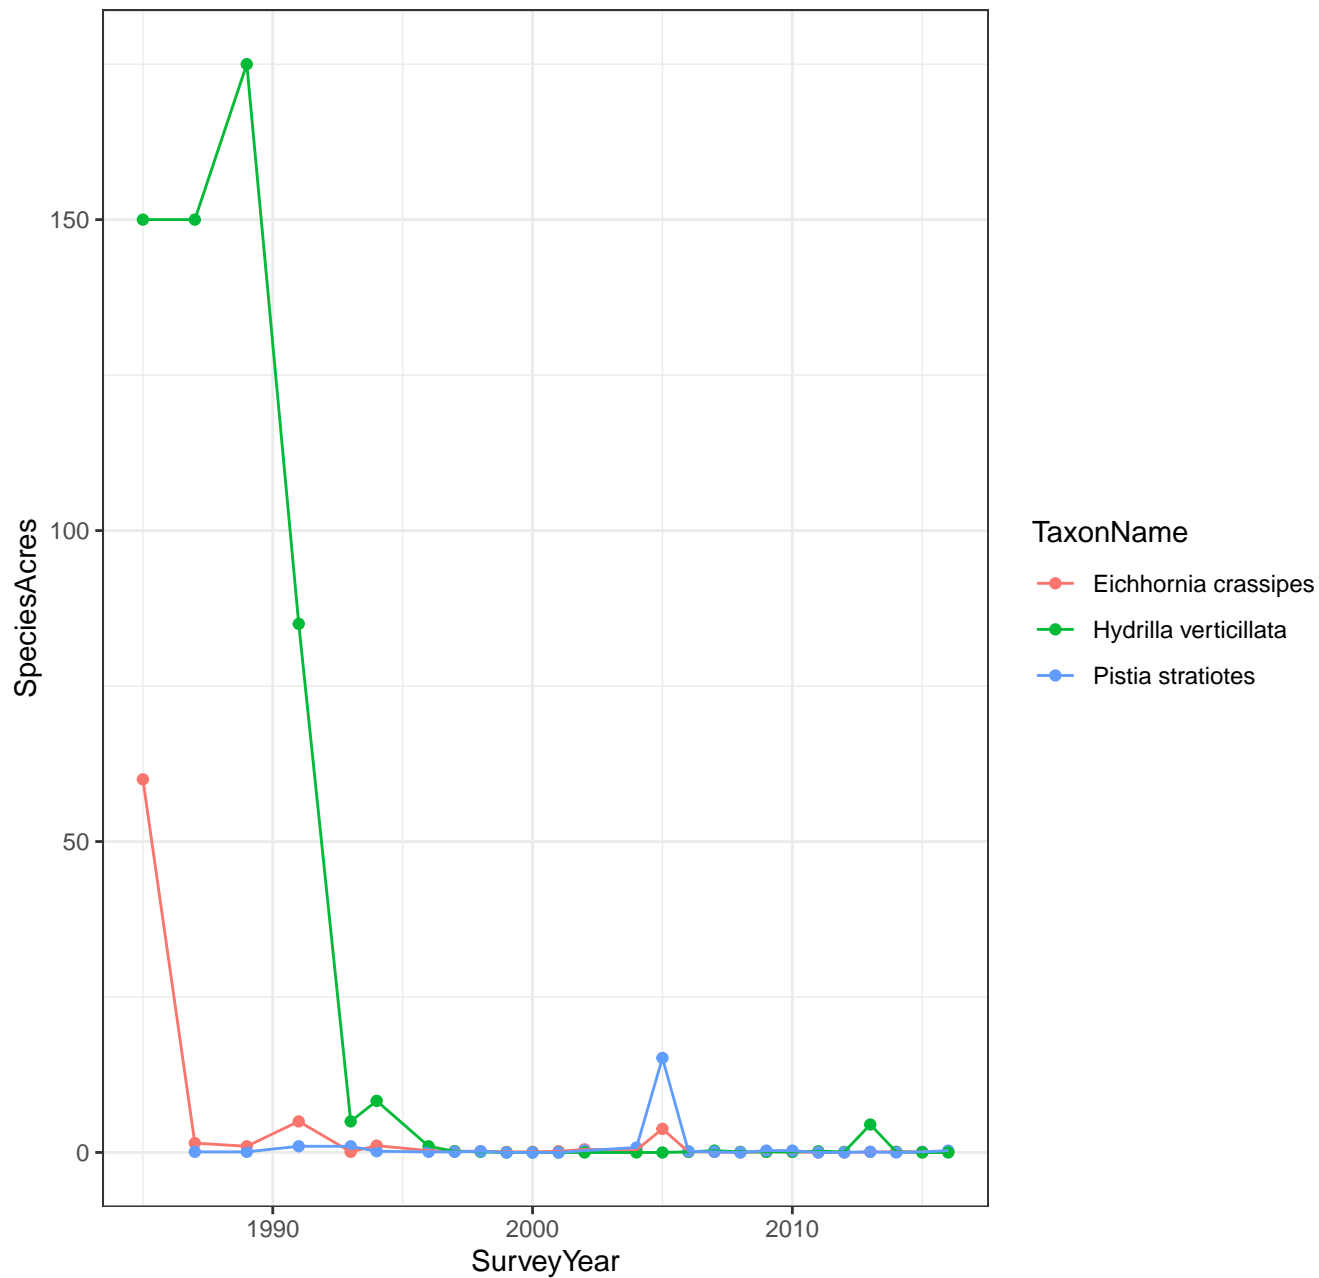 SpeciesAcres
150
100
50
0
1990
2000
2010
SurveyYear
TaxonName
Eichhornia crassipes
Hydrilla verticillata
Pistia stratiotes